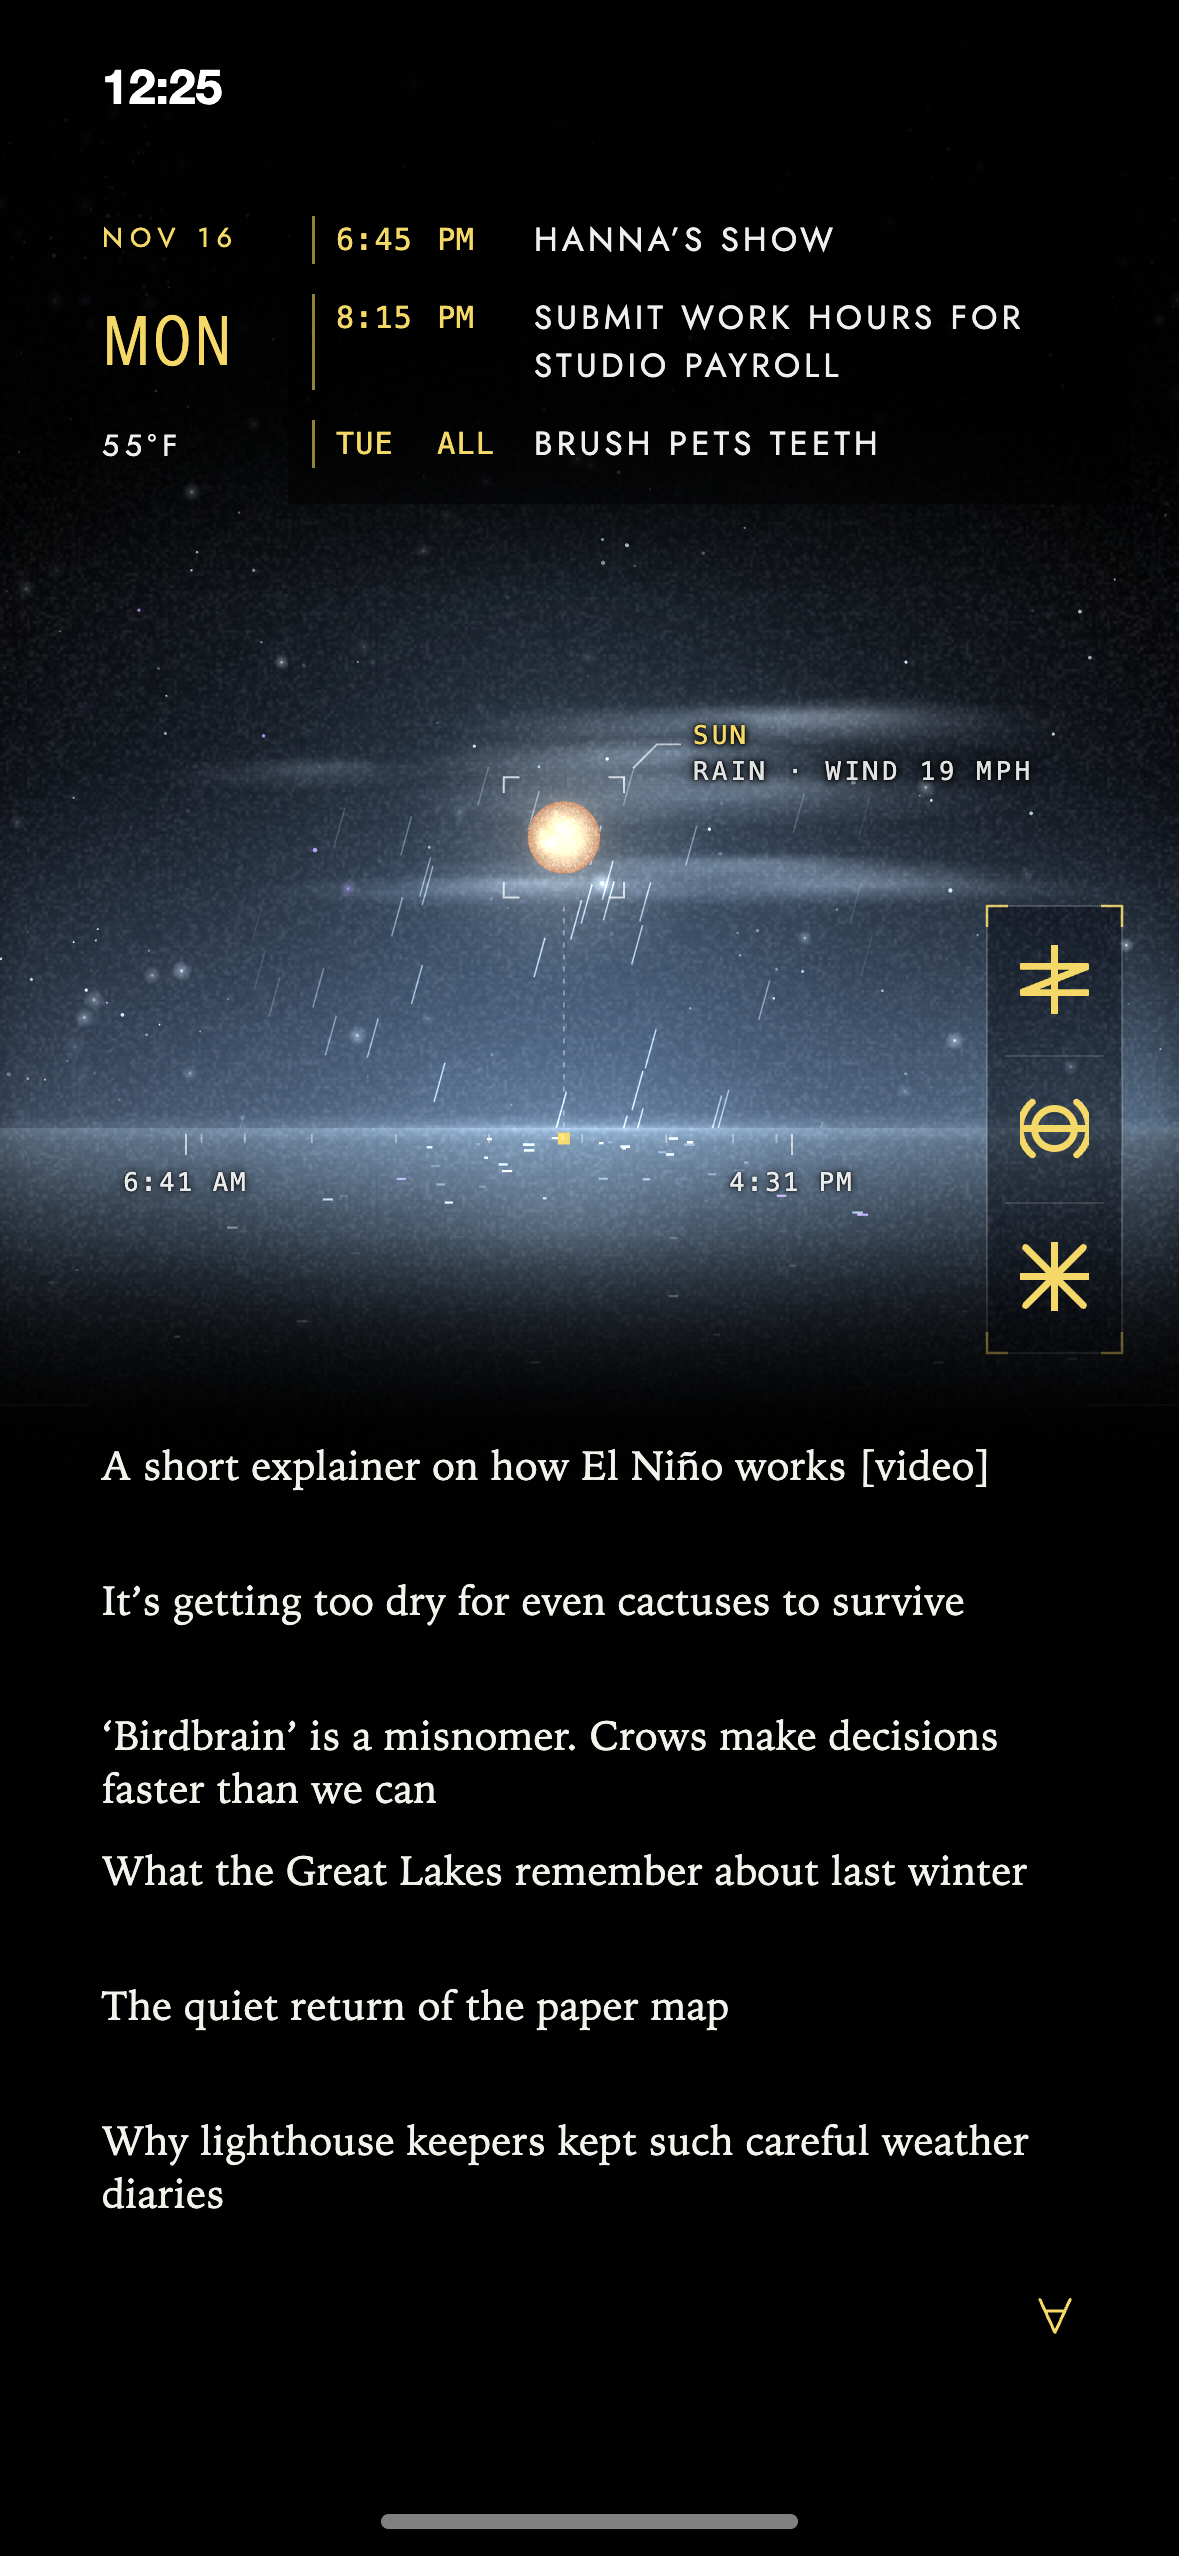 12:25
NOV 16
MON
55°F
6:45 PM HANNA’S SHOW
8:15 PM SUBMIT WORK HOURS FOR
STUDIO PAYROLL
TUE ALL BRUSH PETS TEETH
SUN
RAIN · WIND 19 MPH
6:41 AM
4:31 PM
A short explainer on how El Niño works [video]
It’s getting too dry for even cactuses to survive
‘Birdbrain’ is a misnomer. Crows make decisions
faster than we can
What the Great Lakes remember about last winter
The quiet return of the paper map
Why lighthouse keepers kept such careful weather
diaries